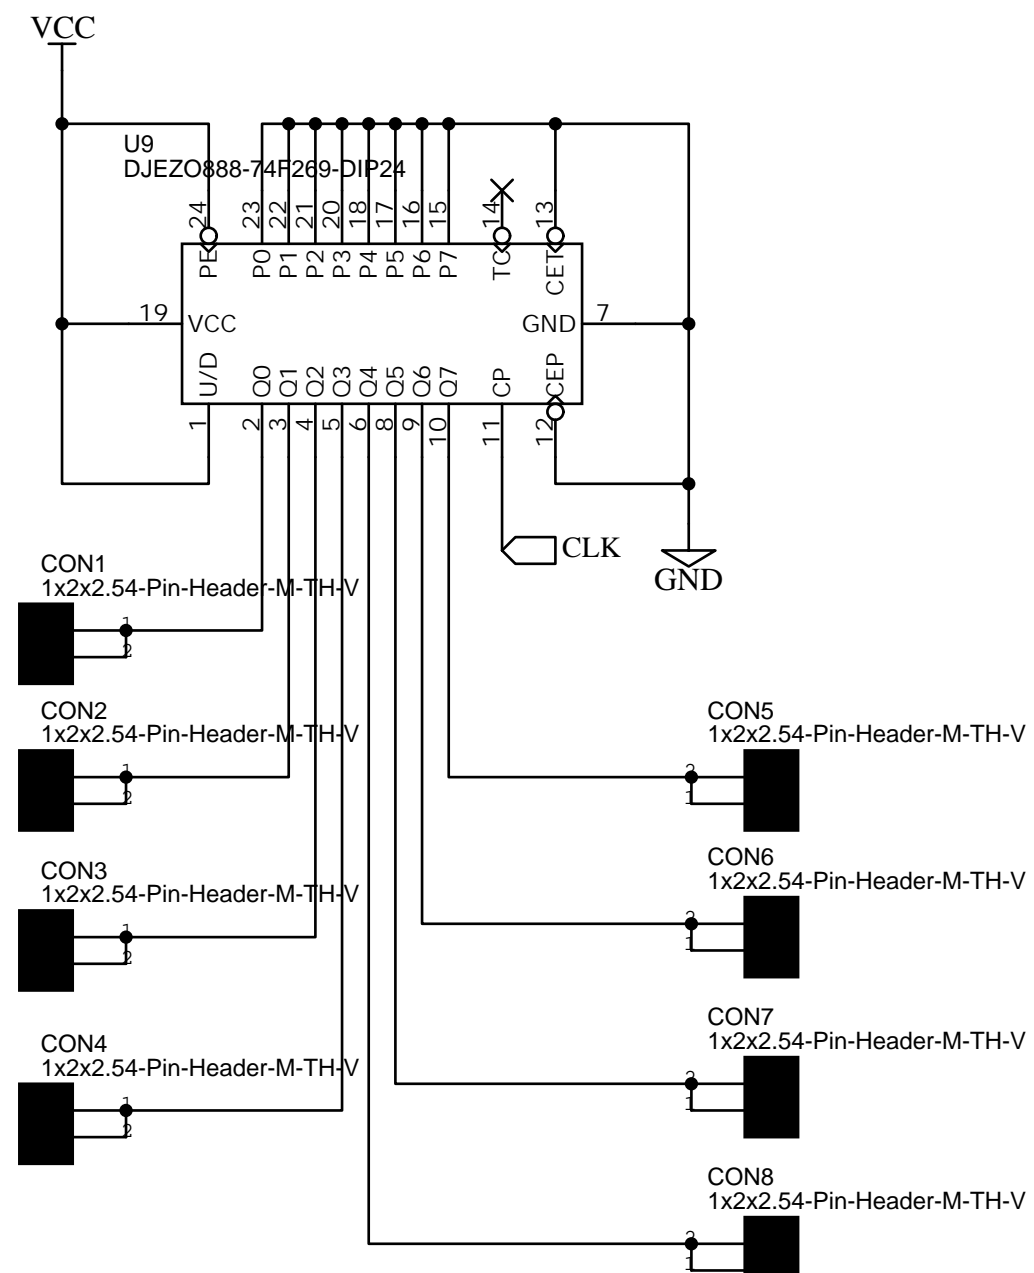 VCC
U9
DJEZO888-74F269-DIP24
24
23
22
21
20
18
17
16
15
14
13
PE
P0
P1
P2
P3
P4
P5
P6
P7
TC
CET
19
VCC
GND
7
U/D
Q0
Q1
Q2
Q3
Q4
Q5
Q6
Q7
CP
CEP
1
2
3
4
5
6
8
9
10
11
12
CLK
GND
CON1
1x2x2.54-Pin-Header-M-TH-V
1
2
CON2
1x2x2.54-Pin-Header-M-TH-V
1
2
CON3
1x2x2.54-Pin-Header-M-TH-V
1
2
CON4
1x2x2.54-Pin-Header-M-TH-V
1
2
CON5
1x2x2.54-Pin-Header-M-TH-V
2
1
CON6
1x2x2.54-Pin-Header-M-TH-V
2
1
CON7
1x2x2.54-Pin-Header-M-TH-V
2
1
CON8
1x2x2.54-Pin-Header-M-TH-V
2
1